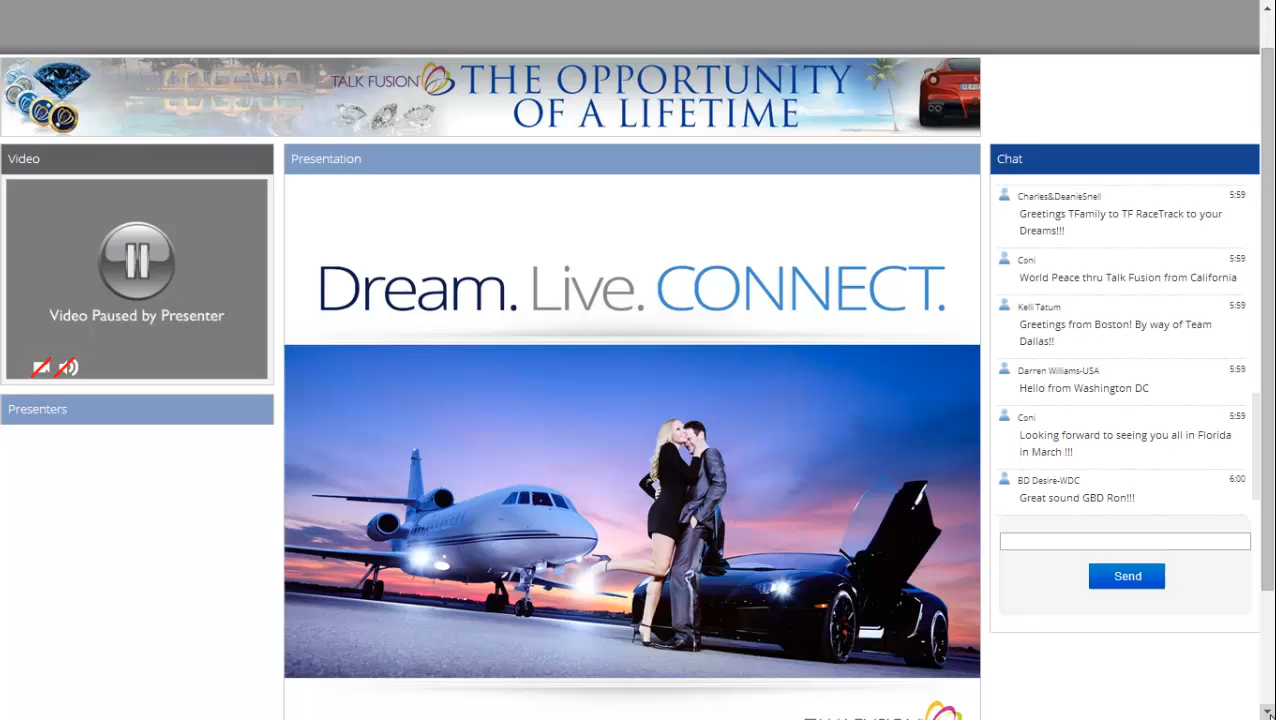 TALK FUSION THE OPPORTUNITY
OF A LIFETIME
Video
Presentation
Chat
Video Paused by Presenter
Presenters
Dream. Live. CONNECT.
Charles&DeanieSnell 5:59
Greetings TFamily to TF RaceTrack to your
Dreams!!!
Coni 5:59
World Peace thru Talk Fusion from California
Kelli Tatum 5:59
Greetings from Boston! By way of Team
Dallas!!
Darren Williams-USA 5:59
Hello from Washington DC
Coni 5:59
Looking forward to seeing you all in Florida
in March !!!
BD Desire-WDC 6:00
Great sound GBD Ron!!!
Send